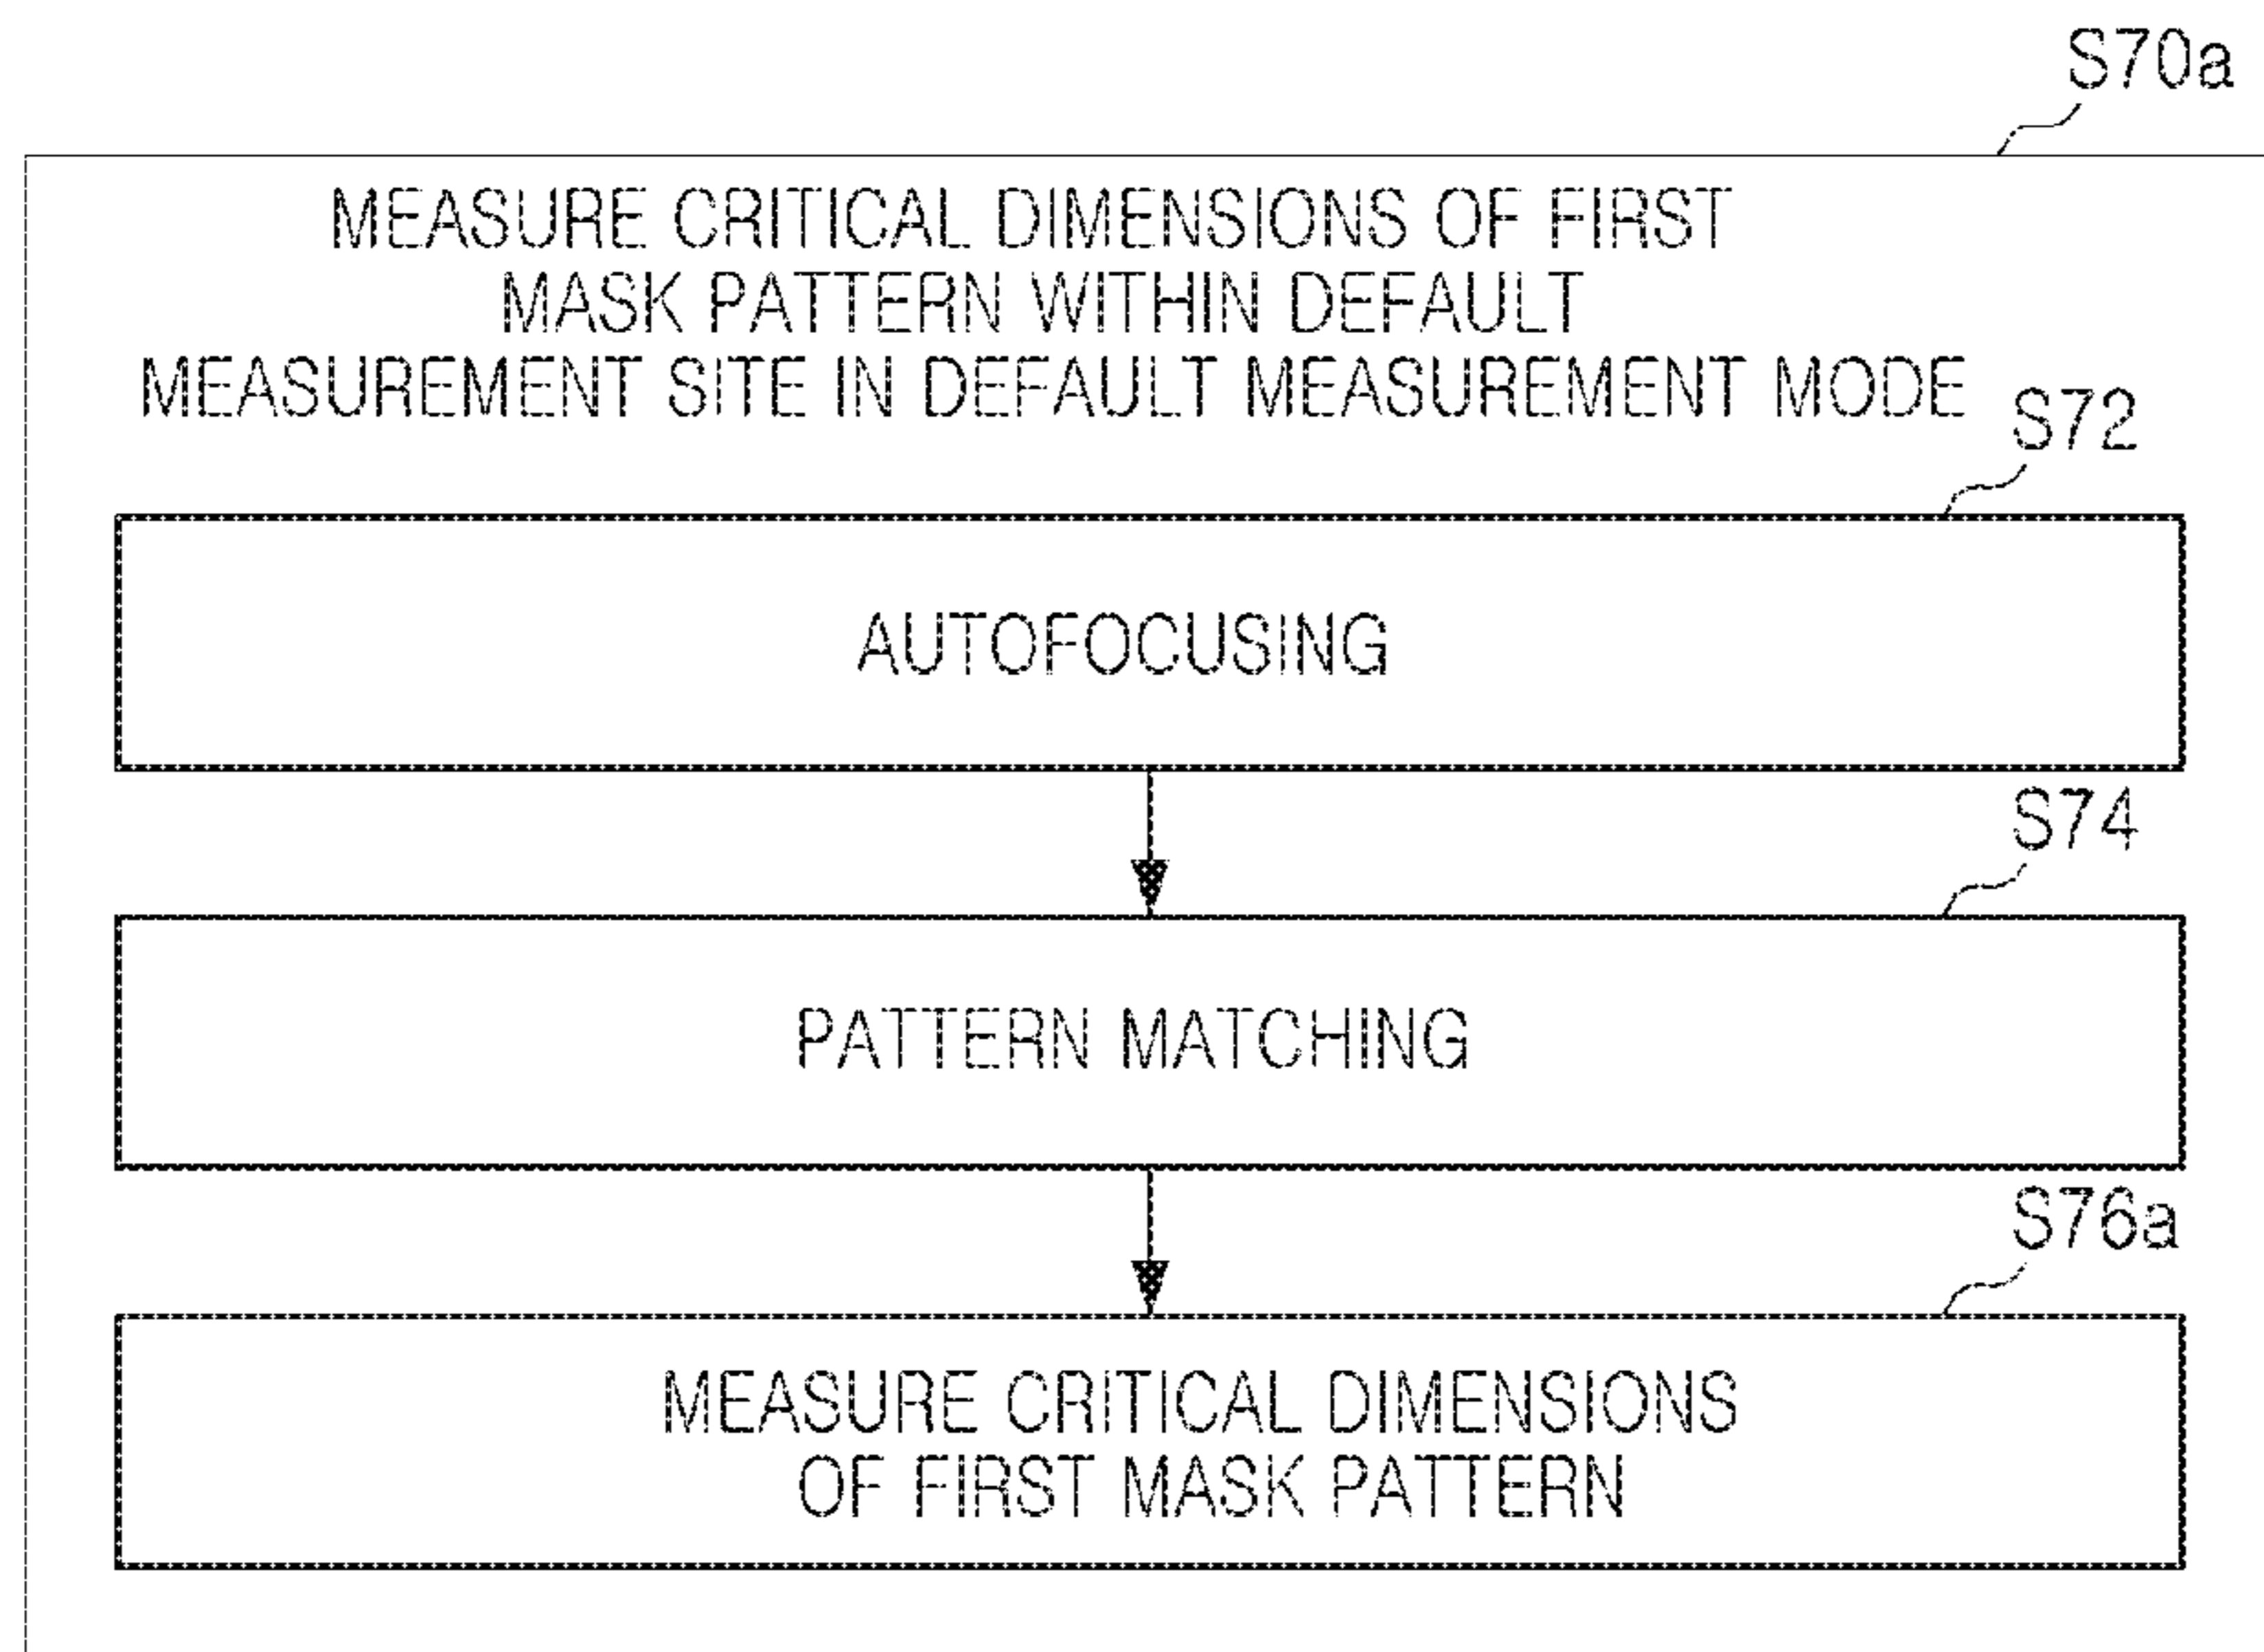 S70a
MEASURE CRITICAL DIMENSIONS OF FIRST
MASK PATTERN WITHIN DEFAULT
MEASUREMENT SITE IN DEFAULT MEASUREMENT MODE
S72
AUTOFOCUSING
S74
PATTERN MATCHING
S76a
MEASURE CRITICAL DIMENSIONS
OF FIRST MASK PATTERN